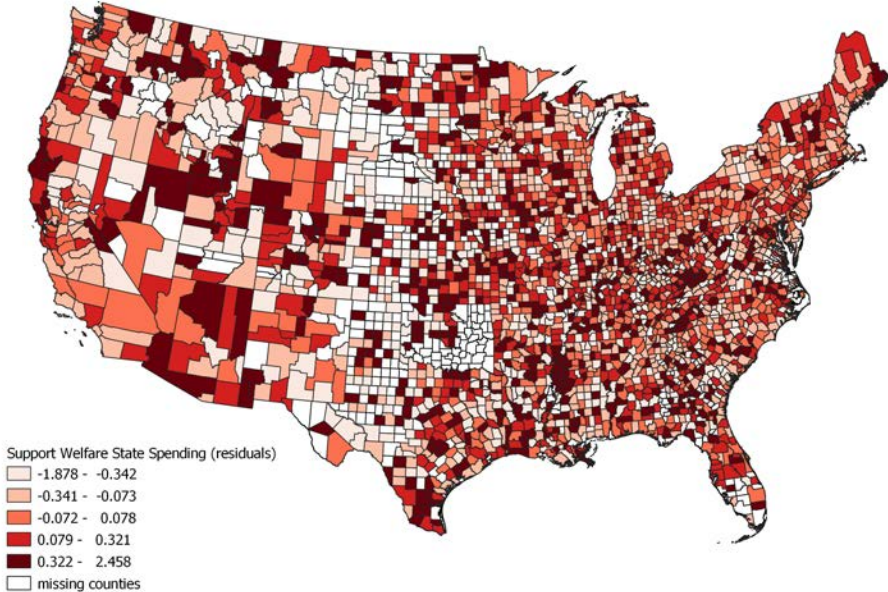 Support Welfare State Spending (residuals)
-1.878 - -0.342
-0.341 - -0.073
-0.072 - 0.078
0.079 - 0.321
0.322 - 2.458
missing counties